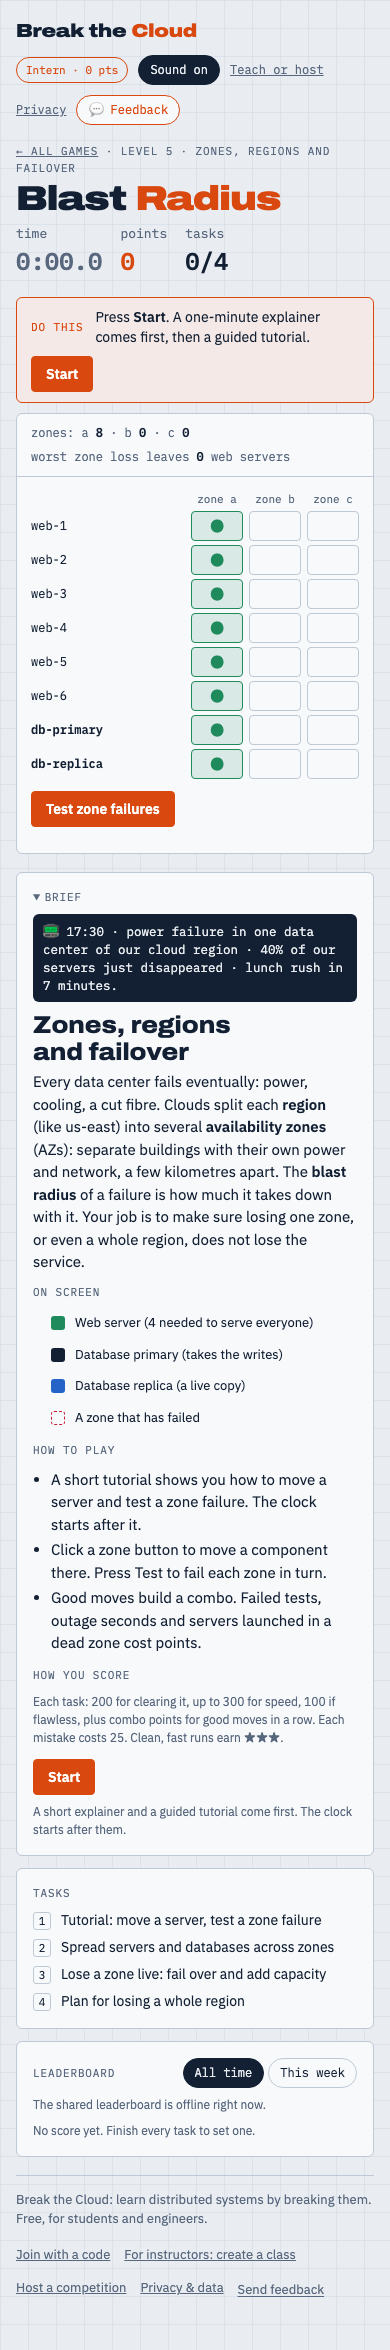 Break the Cloud
Intern · 0 pts Sound on Teach or host
Privacy 💬 Feedback
← ALL GAMES · LEVEL 5 · ZONES, REGIONS AND
FAILOVER
Blast Radius
time points tasks
0:00.0 0 0/4
DO THIS Press Start. A one-minute explainer
comes first, then a guided tutorial.
Start
zones: a 8 · b 0 · c 0
worst zone loss leaves 0 web servers
zone a zone b zone c
web-1
web-2
web-3
web-4
web-5
web-6
db-primary
db-replica
Test zone failures
▼ BRIEF
📟 17:30 · power failure in one data
center of our cloud region · 40% of our
servers just disappeared · lunch rush in
7 minutes.
Zones, regions
and failover
Every data center fails eventually: power,
cooling, a cut fibre. Clouds split each region
(like us-east) into several availability zones
(AZs): separate buildings with their own power
and network, a few kilometres apart. The blast
radius of a failure is how much it takes down
with it. Your job is to make sure losing one zone,
or even a whole region, does not lose the
service.
ON SCREEN
Web server (4 needed to serve everyone)
Database primary (takes the writes)
Database replica (a live copy)
A zone that has failed
HOW TO PLAY
• A short tutorial shows you how to move a
server and test a zone failure. The clock
starts after it.
• Click a zone button to move a component
there. Press Test to fail each zone in turn.
• Good moves build a combo. Failed tests,
outage seconds and servers launched in a
dead zone cost points.
HOW YOU SCORE
Each task: 200 for clearing it, up to 300 for speed, 100 if
flawless, plus combo points for good moves in a row. Each
mistake costs 25. Clean, fast runs earn ★★★.
Start
A short explainer and a guided tutorial come first. The clock
starts after them.
TASKS
1 Tutorial: move a server, test a zone failure
2 Spread servers and databases across zones
3 Lose a zone live: fail over and add capacity
4 Plan for losing a whole region
LEADERBOARD All time This week
The shared leaderboard is offline right now.
No score yet. Finish every task to set one.
Break the Cloud: learn distributed systems by breaking them.
Free, for students and engineers.
Join with a code For instructors: create a class
Host a competition Privacy & data Send feedback